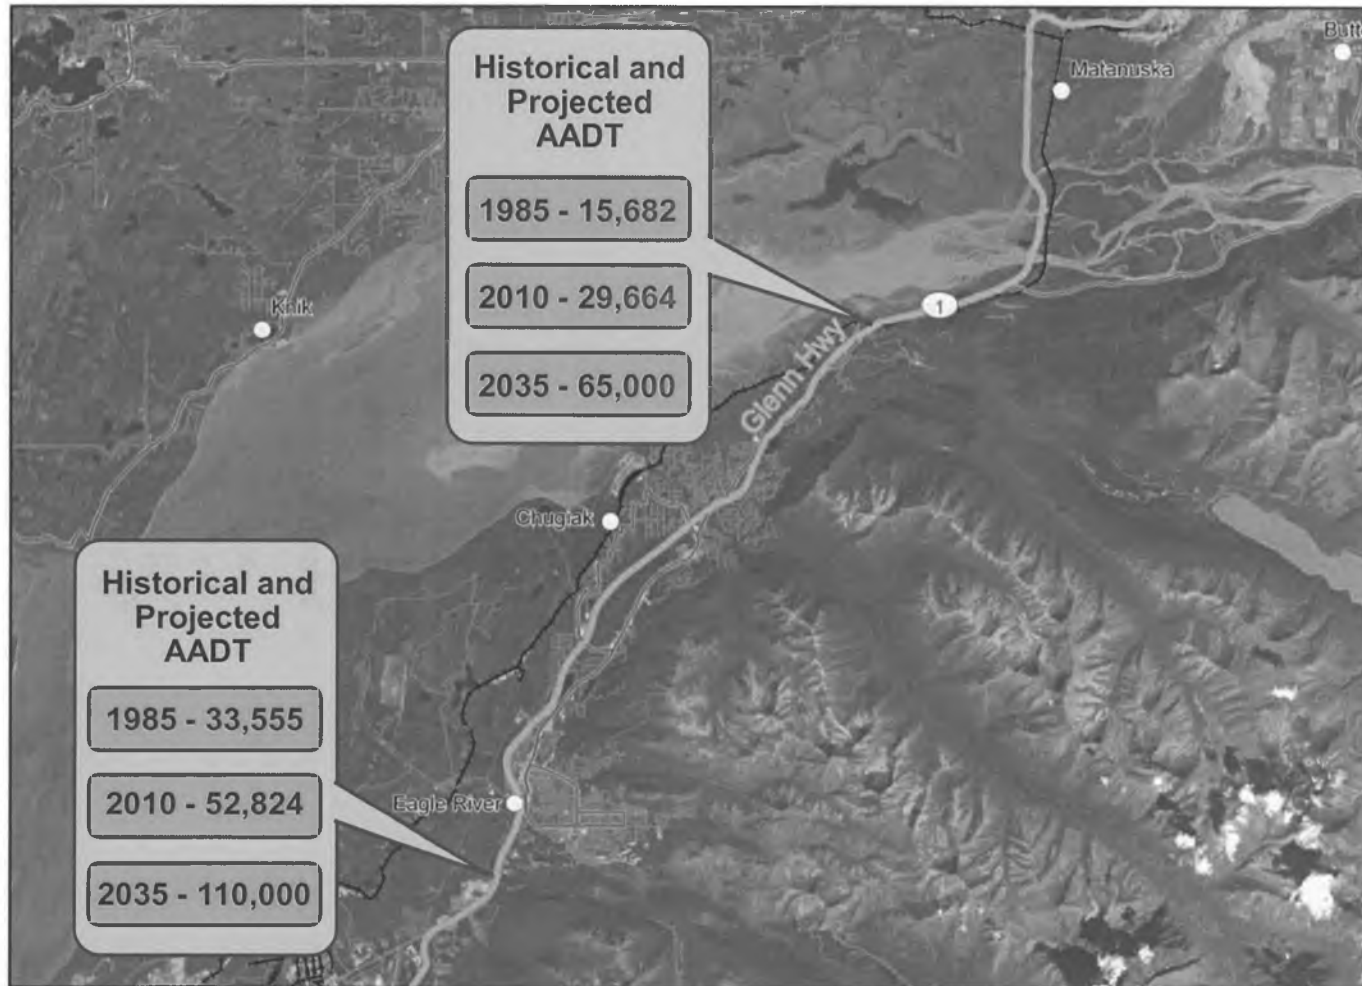 Historical and
Projected
AADT
1985 - 15,682
2010 - 29,664
2035 - 65,000
Matanuska
Knik
1
Glenn Hwy
Chugiak
Historical and
Projected
AADT
1985 - 33,555
2010 - 52,824
2035 - 110,000
Eagle River